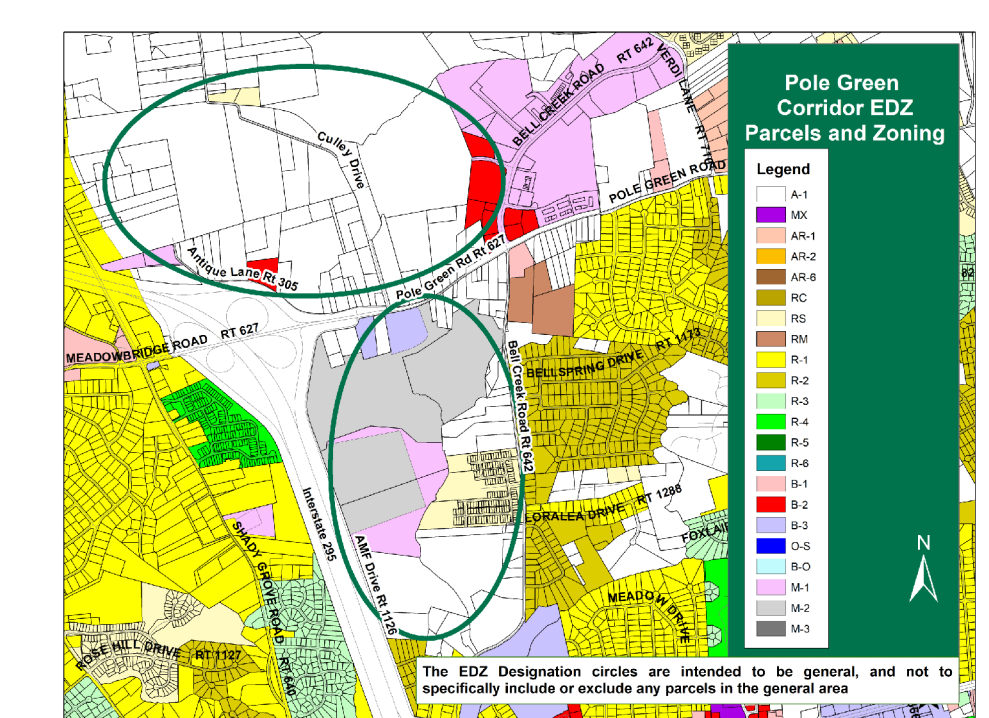 Pole Green
Corridor EDZ
Parcels and Zoning
Legend
A-1
MX
AR-1
AR-2
AR-6
RC
RS
RM
R-1
R-2
R-3
R-4
R-5
R-6
B-1
B-2
B-3
O-S
B-O
M-1
M-2
M-3
N
BELL CREEK ROAD RT 642
VERDI LANE RT 710
Culley Drive
POLE GREEN ROAD
Antique Lane Rt 305
Pole Green Rd Rt 627
MEADOWBRIDGE ROAD RT 627
Bell Creek Road Rt 642
BELLSPRING DRIVE RT 1173
LORALEA DRIVE RT 1288
Interstate 295
AMF Drive Rt 1126
SHADY GROVE ROAD RT 640
MEADOW DRIVE
ROSE HILL DRIVE RT 1127
The EDZ Designation circles are intended to be general, and not to
specifically include or exclude any parcels in the general area